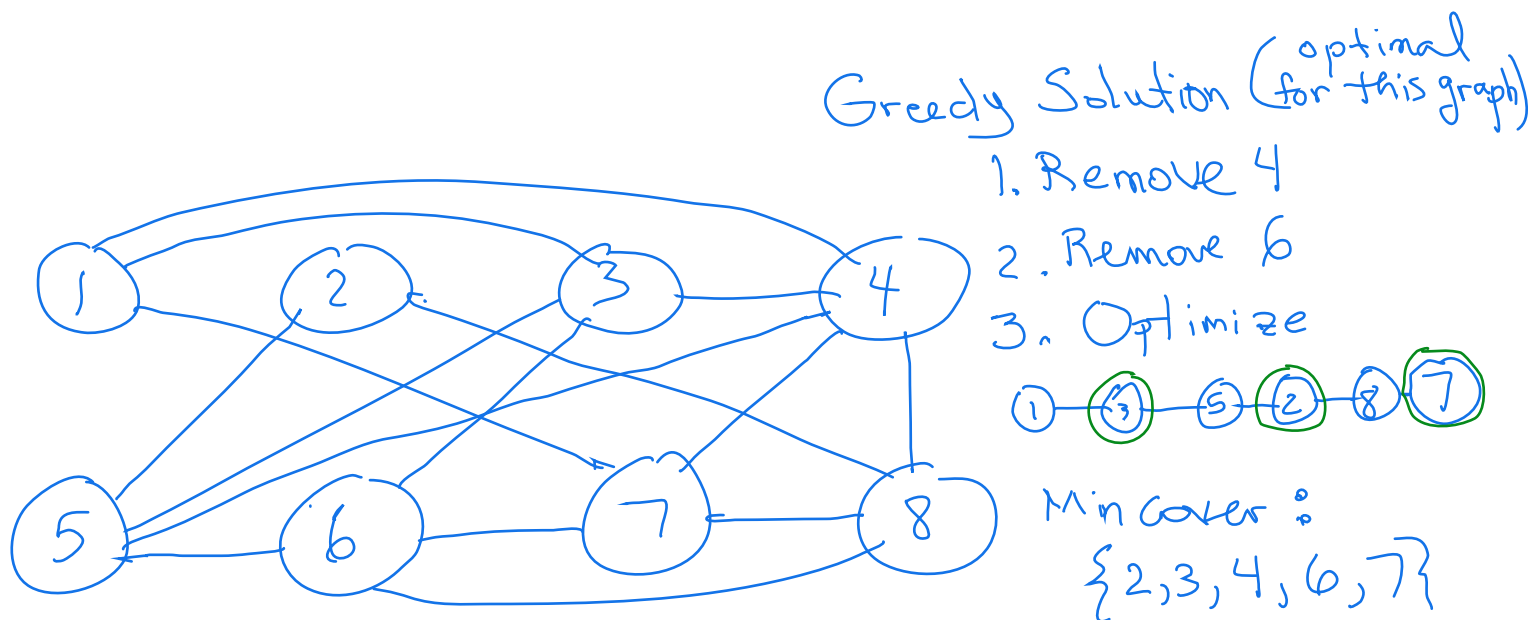 Greedy Solution (optimal
for this graph)
1. Remove 4
2. Remove 6
3. Optimize
1 3 5 2 8 7
Min cover:
{2,3,4,6,7}
1 2 3 4
5 6 7 8